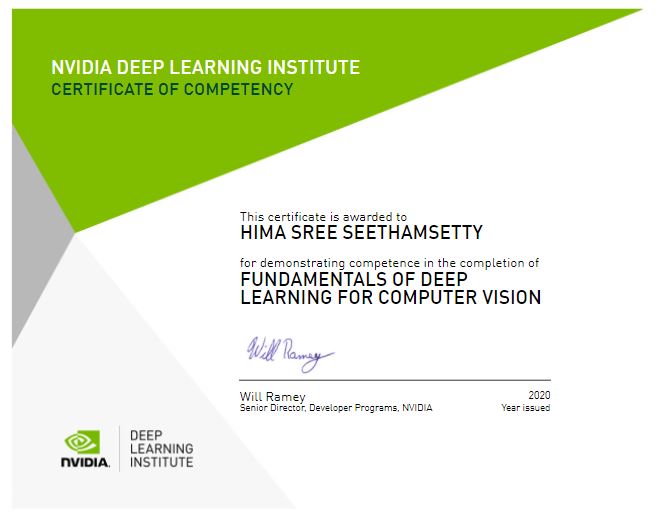 NVIDIA DEEP LEARNING INSTITUTE
CERTIFICATE OF COMPETENCY
This certificate is awarded to
HIMA SREE SEETHAMSETTY
for demonstrating competence in the completion of
FUNDAMENTALS OF DEEP
LEARNING FOR COMPUTER VISION
Will Ramey
Will Ramey
2020
Senior Director, Developer Programs, NVIDIA
Year issued
NVIDIA.
DEEP
LEARNING
INSTITUTE